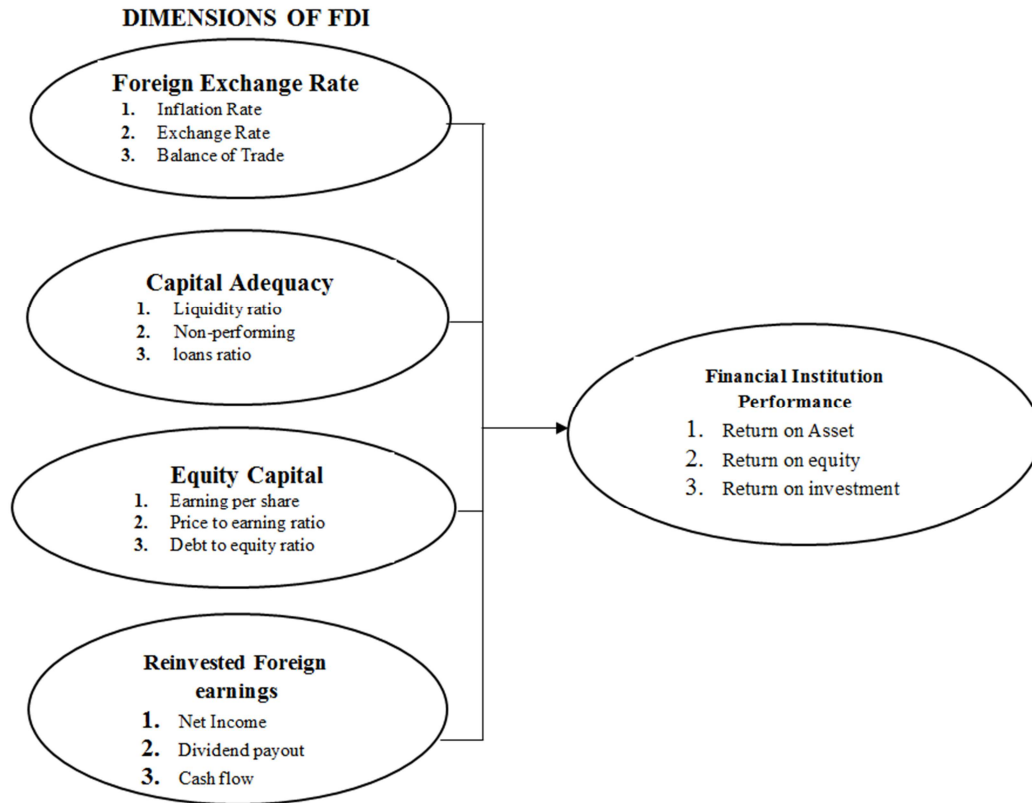 DIMENSIONS OF FDI
Foreign Exchange Rate
1. Inflation Rate
2. Exchange Rate
3. Balance of Trade
Capital Adequacy
1. Liquidity ratio
2. Non-performing
3. loans ratio
Equity Capital
1. Earning per share
2. Price to earning ratio
3. Debt to equity ratio
Reinvested Foreign
earnings
1. Net Income
2. Dividend payout
3. Cash flow
Financial Institution
Performance
1. Return on Asset
2. Return on equity
3. Return on investment